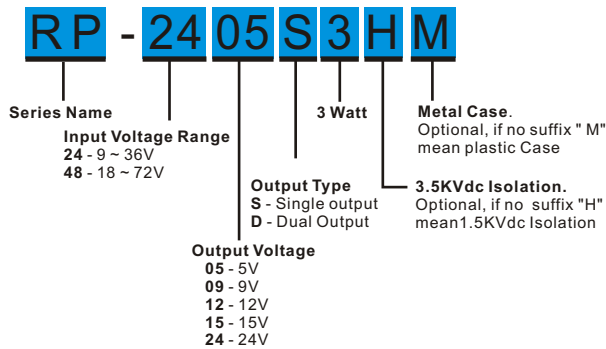 RP - 2405S3HM
Series Name
Input Voltage Range
24 - 9 ~ 36V
48 - 18 ~ 72V
3 Watt
Metal Case.
Optional, if no suffix " M"
mean plastic Case
Output Type
S - Single output
D - Dual Output
3.5KVdc Isolation.
Optional, if no suffix "H"
mean1.5KVdc Isolation
Output Voltage
05 - 5V
09 - 9V
12 - 12V
15 - 15V
24 - 24V